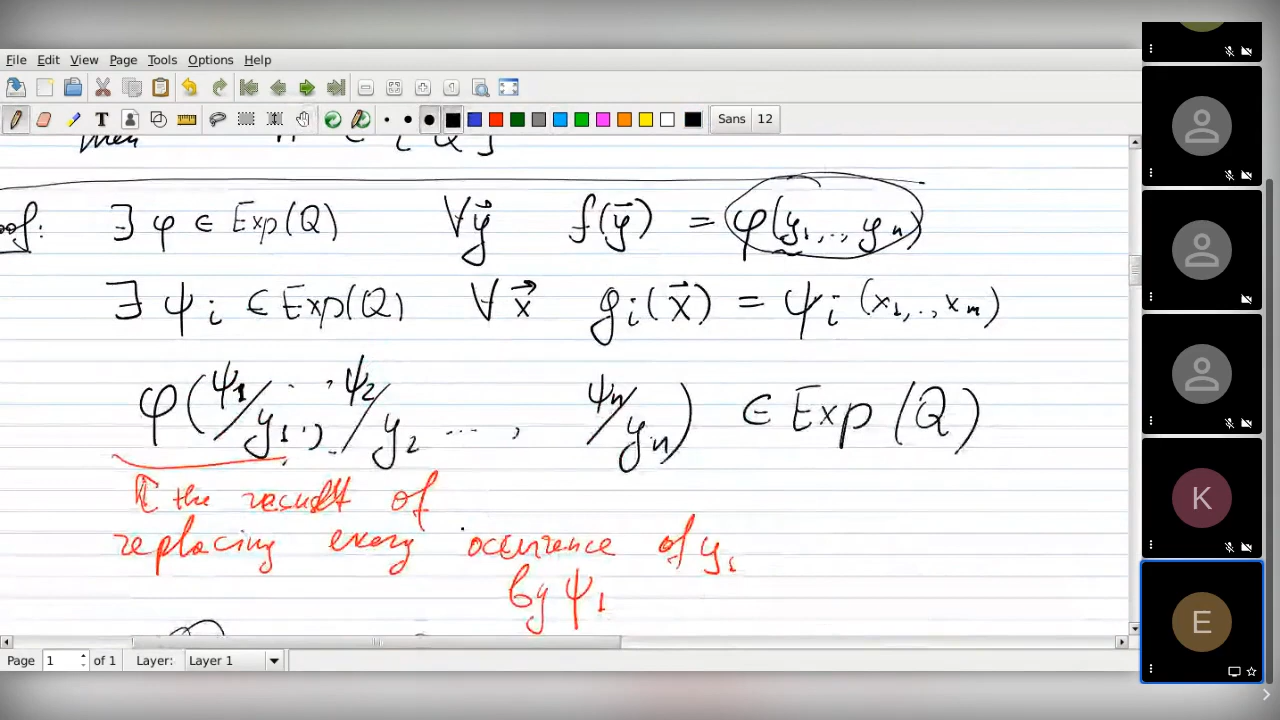 File Edit View Page Tools Options Help
Sans 12
then
∃ φ ∈ Exp(Q) ∀y⃗ f(y⃗) = φ(y₁,..,yₙ)
∃ ψᵢ ∈ Exp(Q) ∀x⃗ gᵢ(x⃗) = ψᵢ(x₁,..,xₘ)
φ(ψ₁/y₁, ψ₂/y₂ ..., ψₙ/yₙ) ∈ Exp(Q)
the result of
replacing every occurrence of y₁
by ψ₁
Page 1 of 1 Layer: Layer 1
K
E